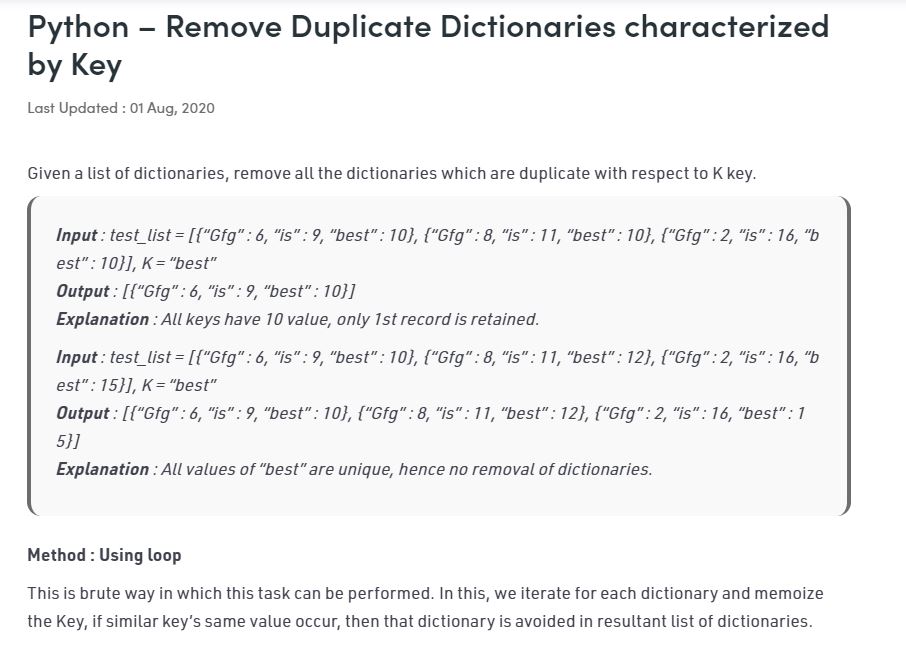 Python – Remove Duplicate Dictionaries characterized
by Key
Last Updated : 01 Aug, 2020
Given a list of dictionaries, remove all the dictionaries which are duplicate with respect to K key.
Input : test_list = [{“Gfg” : 6, “is” : 9, “best” : 10}, {“Gfg” : 8, “is” : 11, “best” : 10}, {“Gfg” : 2, “is” : 16, “b
est” : 10}], K = “best”
Output : [{“Gfg” : 6, “is” : 9, “best” : 10}]
Explanation : All keys have 10 value, only 1st record is retained.
Input : test_list = [{“Gfg” : 6, “is” : 9, “best” : 10}, {“Gfg” : 8, “is” : 11, “best” : 12}, {“Gfg” : 2, “is” : 16, “b
est” : 15}], K = “best”
Output : [{“Gfg” : 6, “is” : 9, “best” : 10}, {“Gfg” : 8, “is” : 11, “best” : 12}, {“Gfg” : 2, “is” : 16, “best” : 1
5}]
Explanation : All values of “best” are unique, hence no removal of dictionaries.
Method : Using loop
This is brute way in which this task can be performed. In this, we iterate for each dictionary and memoize
the Key, if similar key’s same value occur, then that dictionary is avoided in resultant list of dictionaries.